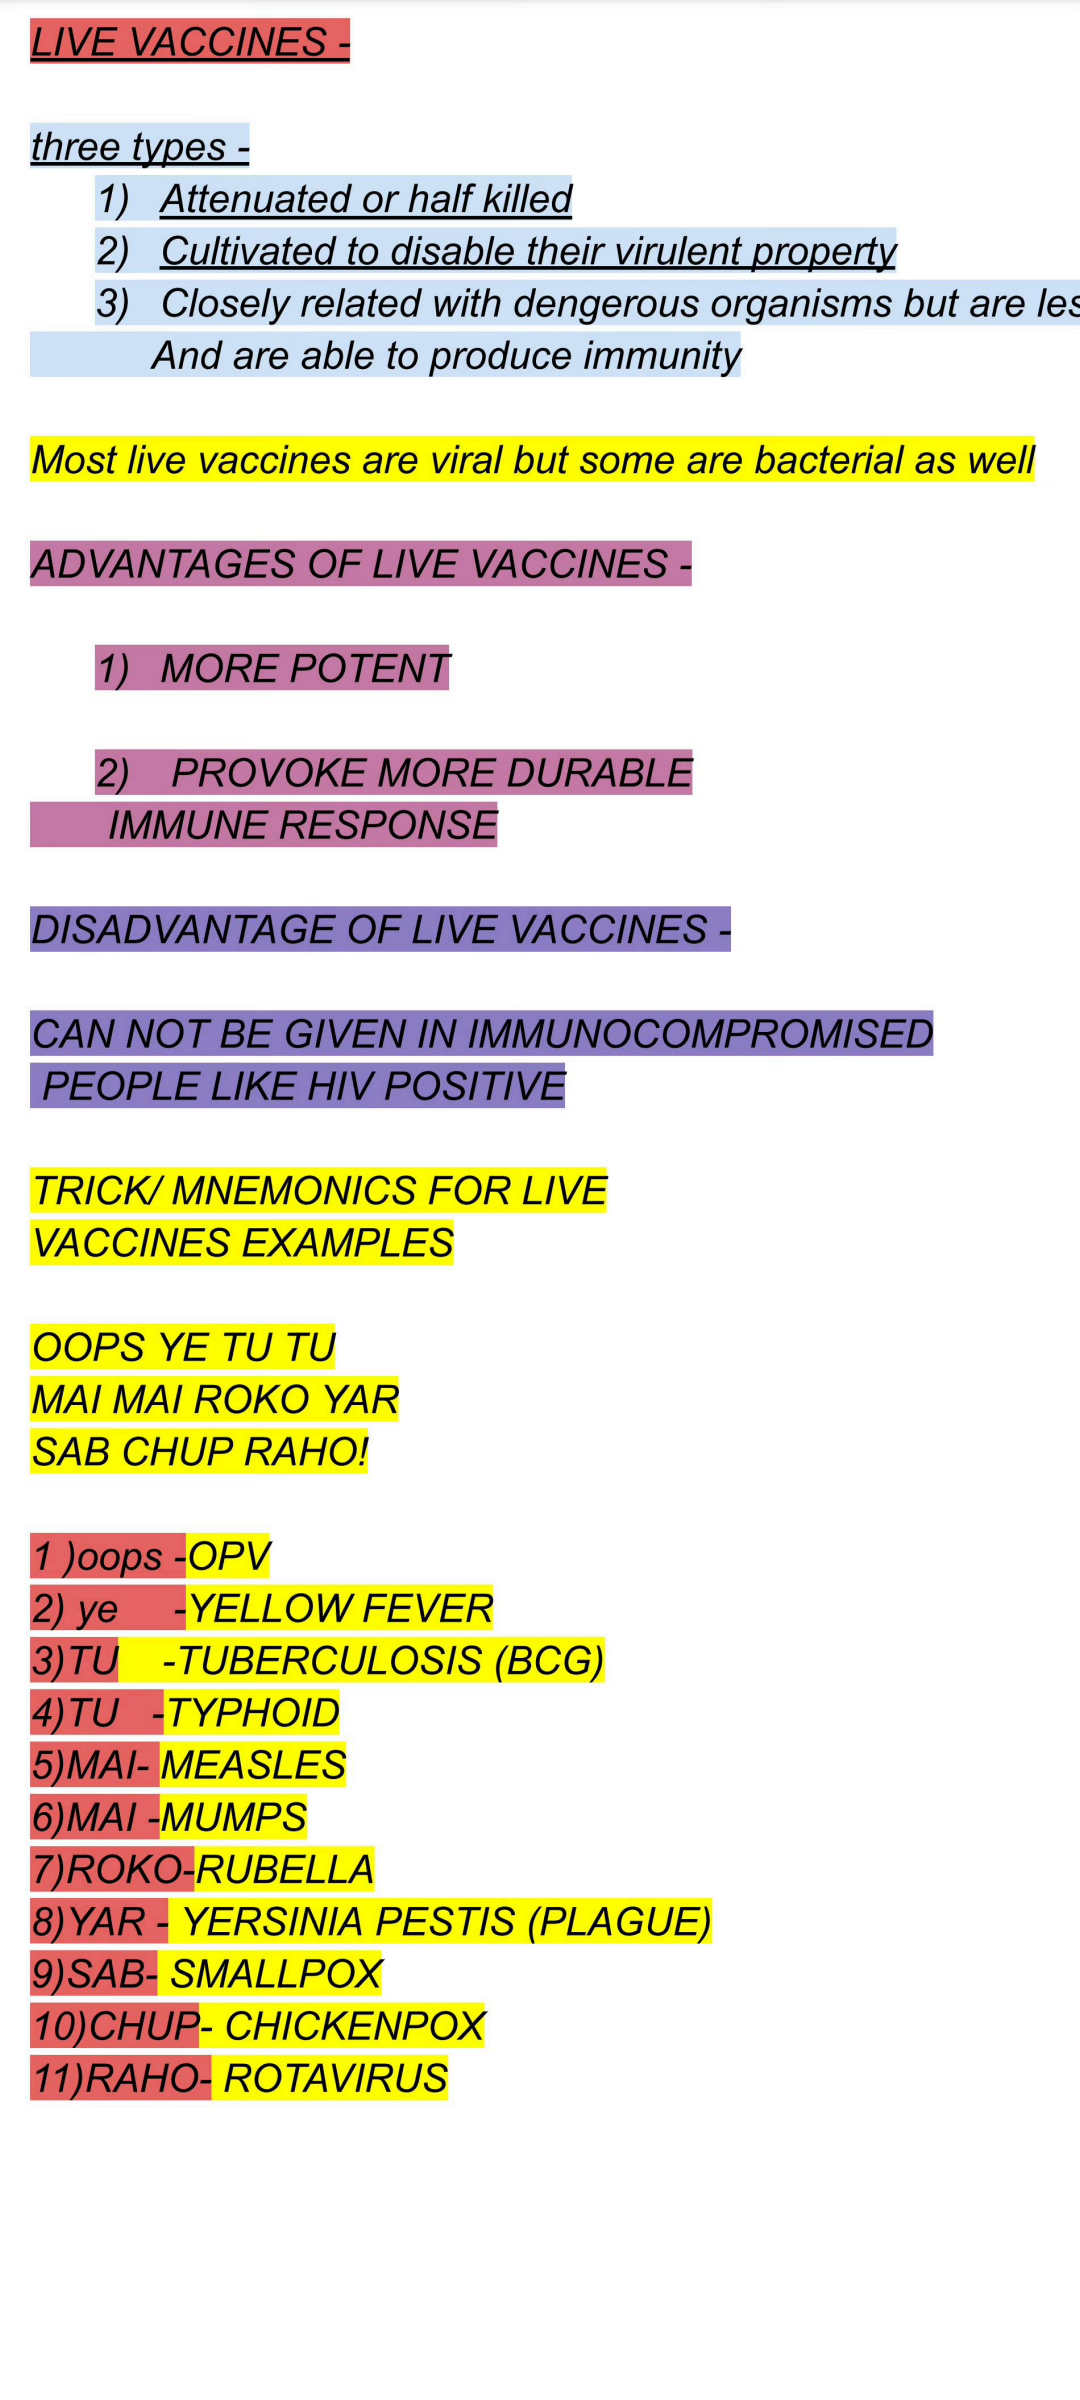 LIVE VACCINES -
three types -
1) Attenuated or half killed
2) Cultivated to disable their virulent property
3) Closely related with dengerous organisms but are les
And are able to produce immunity
Most live vaccines are viral but some are bacterial as well
ADVANTAGES OF LIVE VACCINES -
1) MORE POTENT
2) PROVOKE MORE DURABLE
IMMUNE RESPONSE
DISADVANTAGE OF LIVE VACCINES -
CAN NOT BE GIVEN IN IMMUNOCOMPROMISED
PEOPLE LIKE HIV POSITIVE
TRICK/ MNEMONICS FOR LIVE
VACCINES EXAMPLES
OOPS YE TU TU
MAI MAI ROKO YAR
SAB CHUP RAHO!
1 )oops -OPV
2) ye -YELLOW FEVER
3)TU -TUBERCULOSIS (BCG)
4)TU -TYPHOID
5)MAI- MEASLES
6)MAI -MUMPS
7)ROKO-RUBELLA
8)YAR - YERSINIA PESTIS (PLAGUE)
9)SAB- SMALLPOX
10)CHUP- CHICKENPOX
11)RAHO- ROTAVIRUS